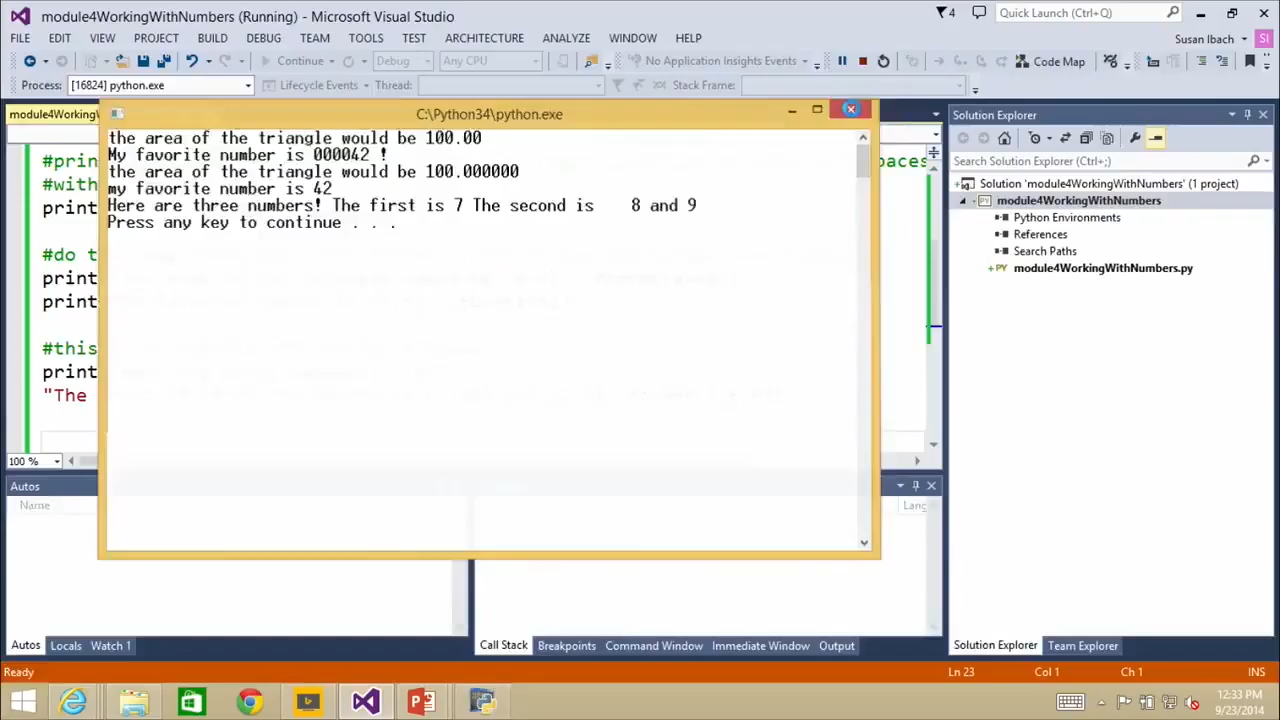 module4WorkingWithNumbers (Running) - Microsoft Visual Studio
4
Quick Launch (Ctrl+Q)
FILE EDIT VIEW PROJECT BUILD DEBUG TEAM TOOLS TEST ARCHITECTURE ANALYZE WINDOW HELP
Susan Ibach SI
Continue Debug Any CPU No Application Insights Events Code Map
Process: [16824] python.exe Lifecycle Events Thread: Stack Frame:
module4Working
C:\Python34\python.exe
Solution Explorer
the area of the triangle would be 100.00
My favorite number is 000042 !
the area of the triangle would be 100.000000
my favorite number is 42
Here are three numbers! The first is 7 The second is    8 and 9
Press any key to continue . . .
#prin
paces
#with
print
#do t
print
print
#this
print
"The
100 %
Search Solution Explorer (Ctrl+;)
Solution 'module4WorkingWithNumbers' (1 project)
module4WorkingWithNumbers
Python Environments
References
Search Paths
module4WorkingWithNumbers.py
Autos
Name
Lang
Autos Locals Watch 1
Call Stack Breakpoints Command Window Immediate Window Output
Solution Explorer Team Explorer
Ready Ln 23 Col 1 Ch 1 INS
12:33 PM
9/23/2014